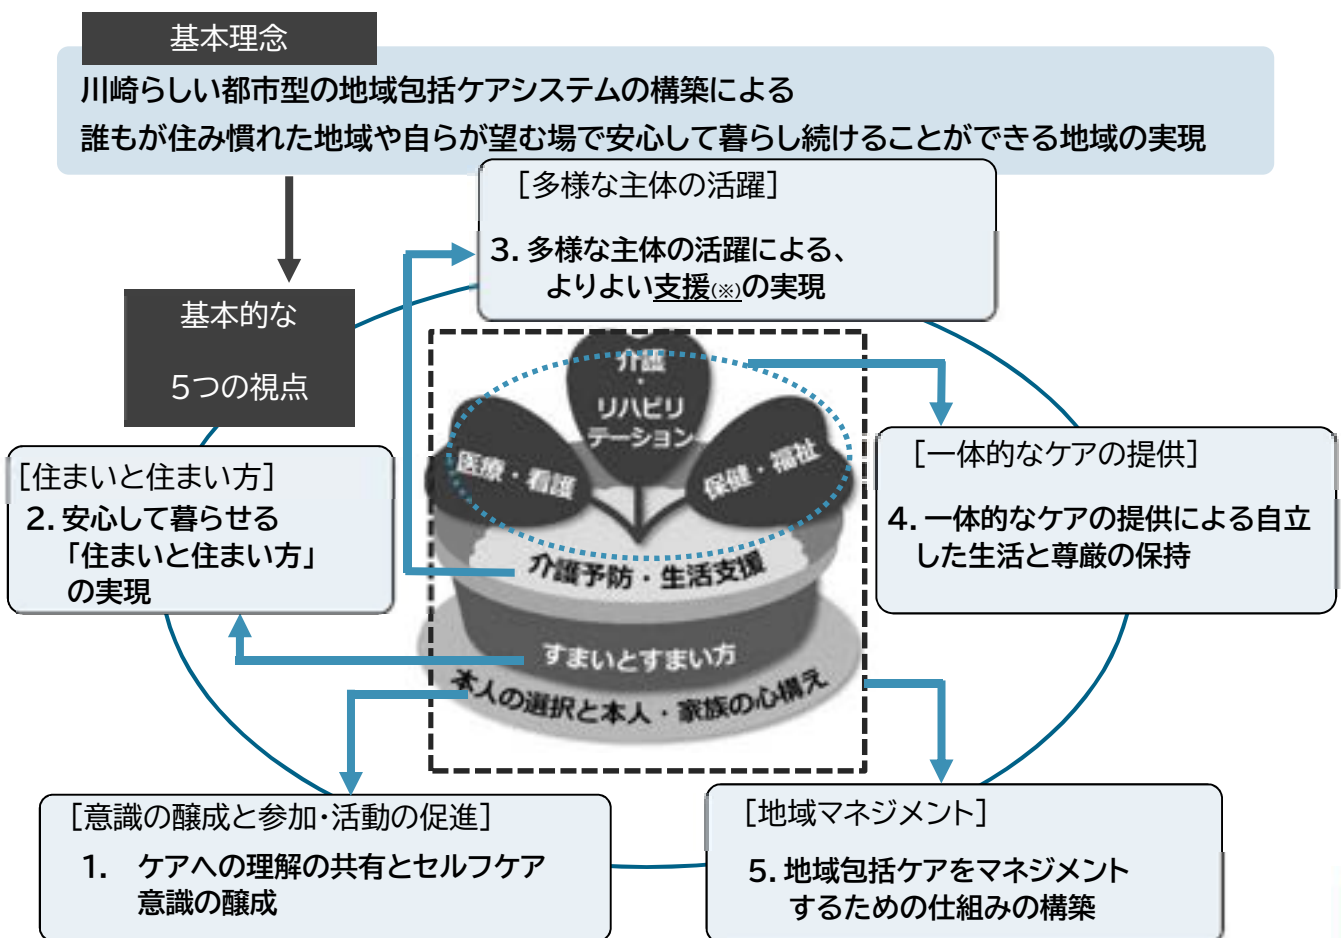 基本理念
川崎らしい都市型の地域包括ケアシステムの構築による
誰もが住み慣れた地域や自らが望む場で安心して暮らし続けることができる地域の実現
基本的な
5つの視点
[多様な主体の活躍]
3. 多様な主体の活躍による、
よりよい支援(※)の実現
[住まいと住まい方]
2. 安心して暮らせる
「住まいと住まい方」
の実現
介護
・
リハビリ
テーション
医療・看護
保健・福祉
介護予防・生活支援
すまいとすまい方
本人の選択と本人・家族の心構え
[一体的なケアの提供]
4. 一体的なケアの提供による自立
した生活と尊厳の保持
[意識の醸成と参加・活動の促進]
1. ケアへの理解の共有とセルフケア
意識の醸成
[地域マネジメント]
5. 地域包括ケアをマネジメント
するための仕組みの構築